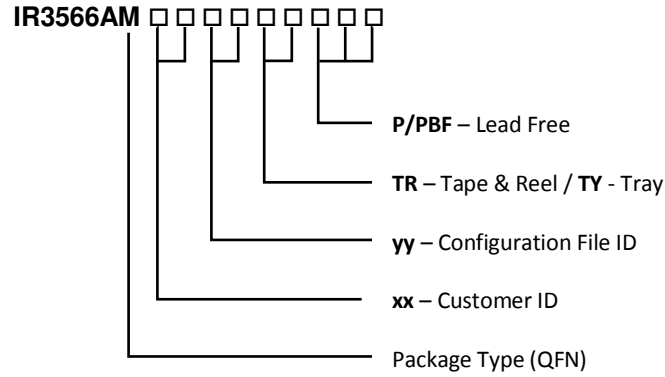 IR3566AM □ □ □ □ □ □ □ □ □
P/PBF – Lead Free
TR – Tape & Reel / TY - Tray
yy – Configuration File ID
xx – Customer ID
Package Type (QFN)